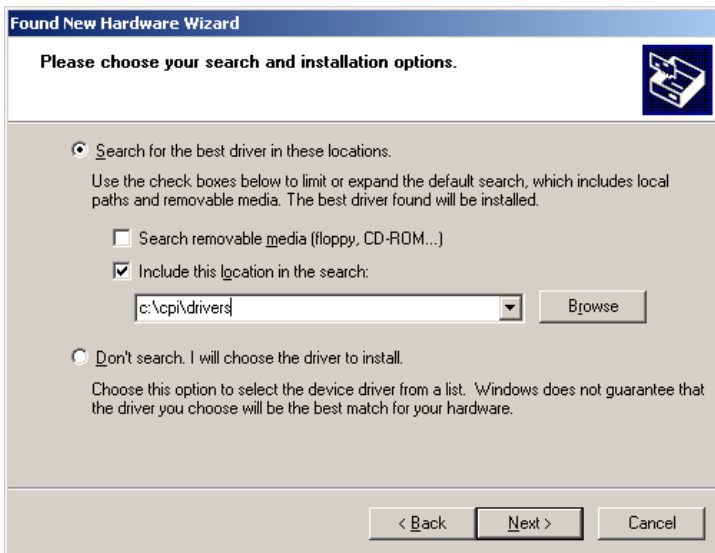 Found New Hardware Wizard
Please choose your search and installation options.
Search for the best driver in these locations.
Use the check boxes below to limit or expand the default search, which includes local
paths and removable media. The best driver found will be installed.
Search removable media (floppy, CD-ROM...)
Include this location in the search:
c:\cpi\drivers
Browse
Don't search. I will choose the driver to install.
Choose this option to select the device driver from a list. Windows does not guarantee that
the driver you choose will be the best match for your hardware.
< Back
Next >
Cancel